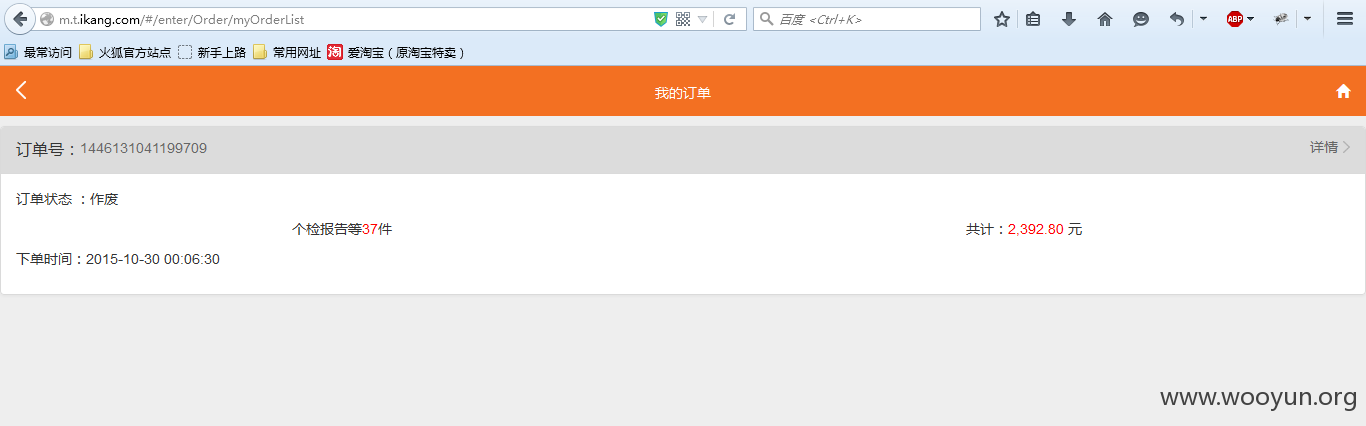 m.t.ikang.com/#/enter/Order/myOrderList
百度 <Ctrl+K>
ABP
最常访问 火狐官方站点 新手上路 常用网址 淘 爱淘宝（原淘宝特卖）
我的订单
订单号：1446131041199709 详情
订单状态 ：作废
个检报告等37件 共计：2,392.80 元
下单时间：2015-10-30 00:06:30
www.wooyun.org